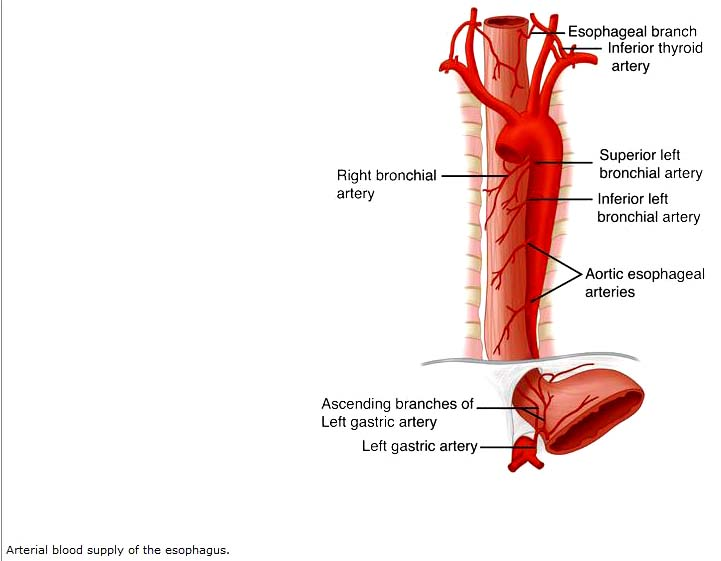 Esophageal branch
Inferior thyroid
artery
Superior left
bronchial artery
Right bronchial
artery
Inferior left
bronchial artery
Aortic esophageal
arteries
Ascending branches of
Left gastric artery
Left gastric artery
Arterial blood supply of the esophagus.